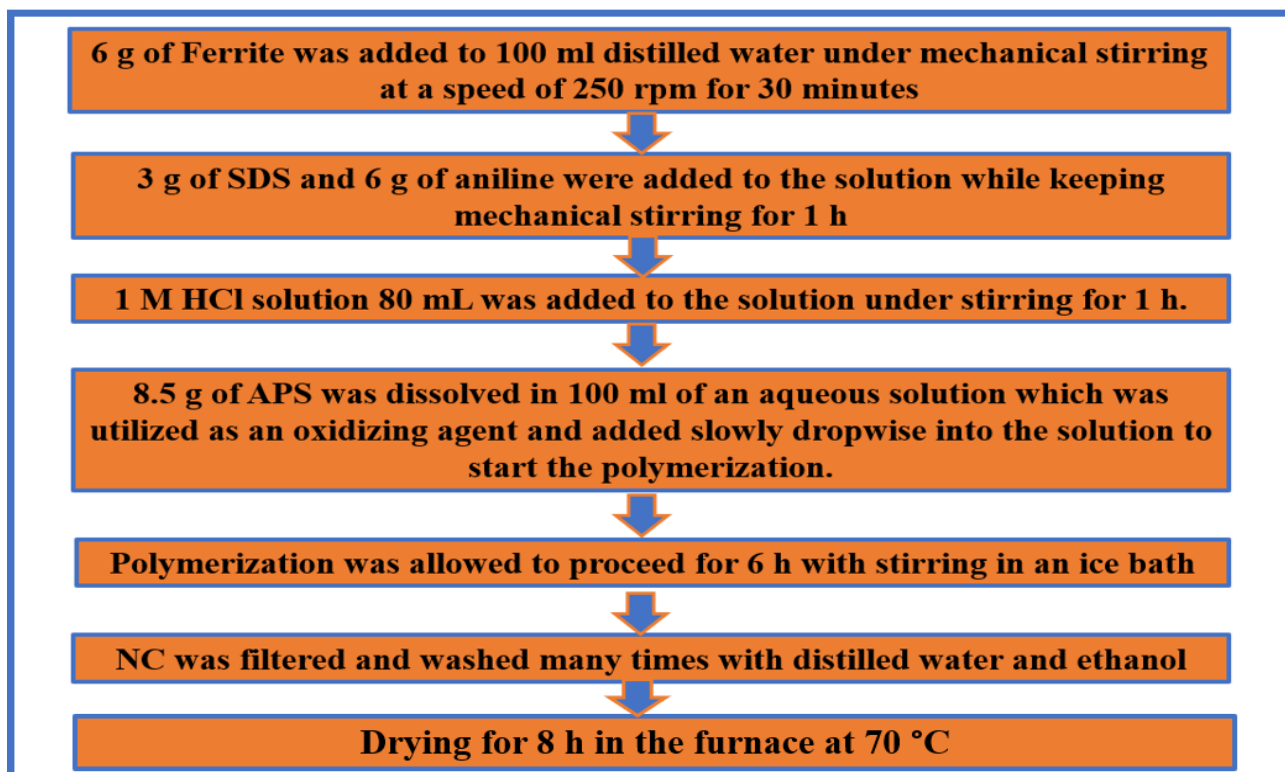 6 g of Ferrite was added to 100 ml distilled water under mechanical stirring
at a speed of 250 rpm for 30 minutes
3 g of SDS and 6 g of aniline were added to the solution while keeping
mechanical stirring for 1 h
1 M HCl solution 80 mL was added to the solution under stirring for 1 h.
8.5 g of APS was dissolved in 100 ml of an aqueous solution which was
utilized as an oxidizing agent and added slowly dropwise into the solution to
start the polymerization.
Polymerization was allowed to proceed for 6 h with stirring in an ice bath
NC was filtered and washed many times with distilled water and ethanol
Drying for 8 h in the furnace at 70 °C